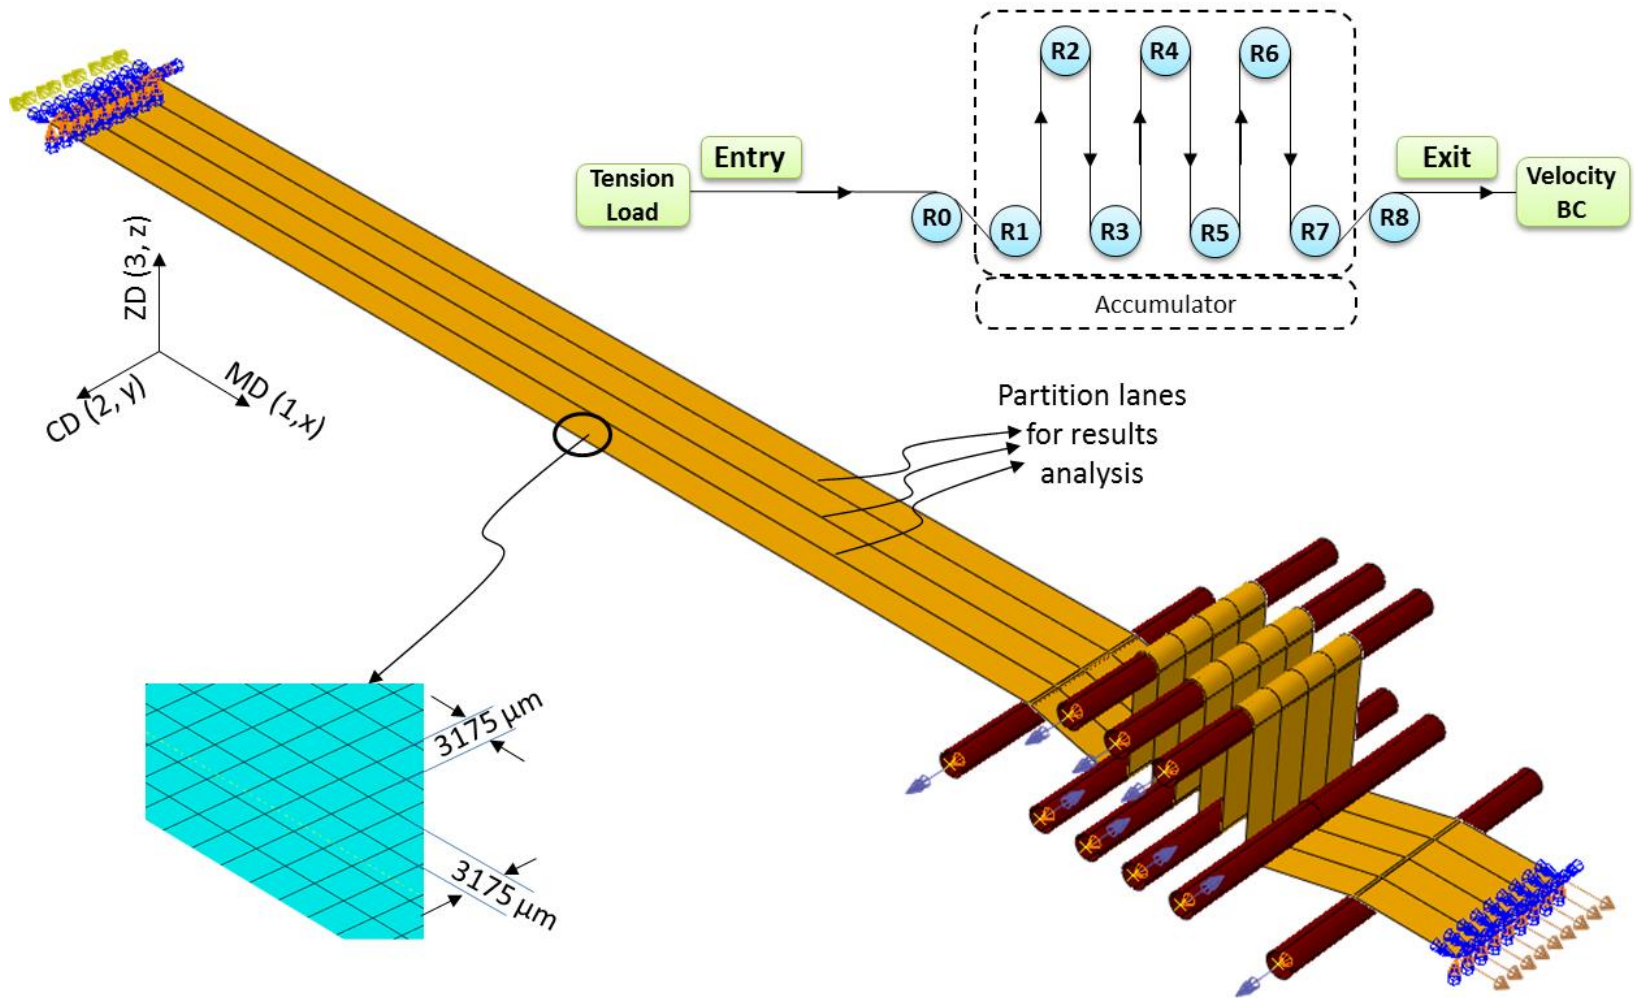 R2
R4
R6
Entry
Exit
Tension
Load
Velocity
BC
R0
R1
R3
R5
R7
R8
Accumulator
ZD (3, z)
CD (2, y)
MD (1,x)
Partition lanes
for results
analysis
3175 µm
3175 µm